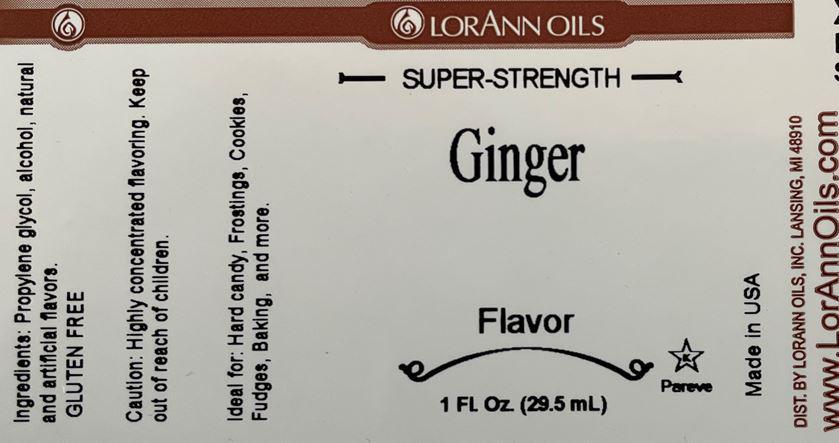 LORANN OILS
SUPER-STRENGTH
Ginger
Flavor
1 Fl. Oz. (29.5 mL)
Pareve
Ingredients: Propylene glycol, alcohol, natural
and artificial flavors.
GLUTEN FREE
Caution: Highly concentrated flavoring. Keep
out of reach of children.
Ideal for: Hard candy, Frostings, Cookies,
Fudges, Baking, and more.
Made in USA
DIST. BY LORANN OILS, INC. LANSING, MI 48910
www.LorAnnOils.com